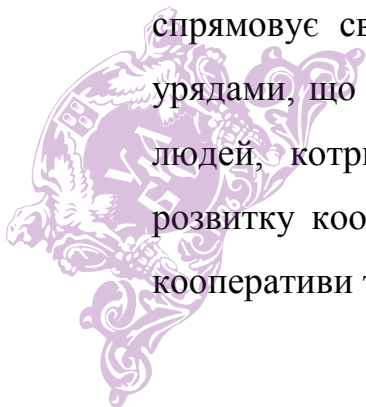 спрямовує св
урядами, що
людей, котр
розвитку коо
кооперативи